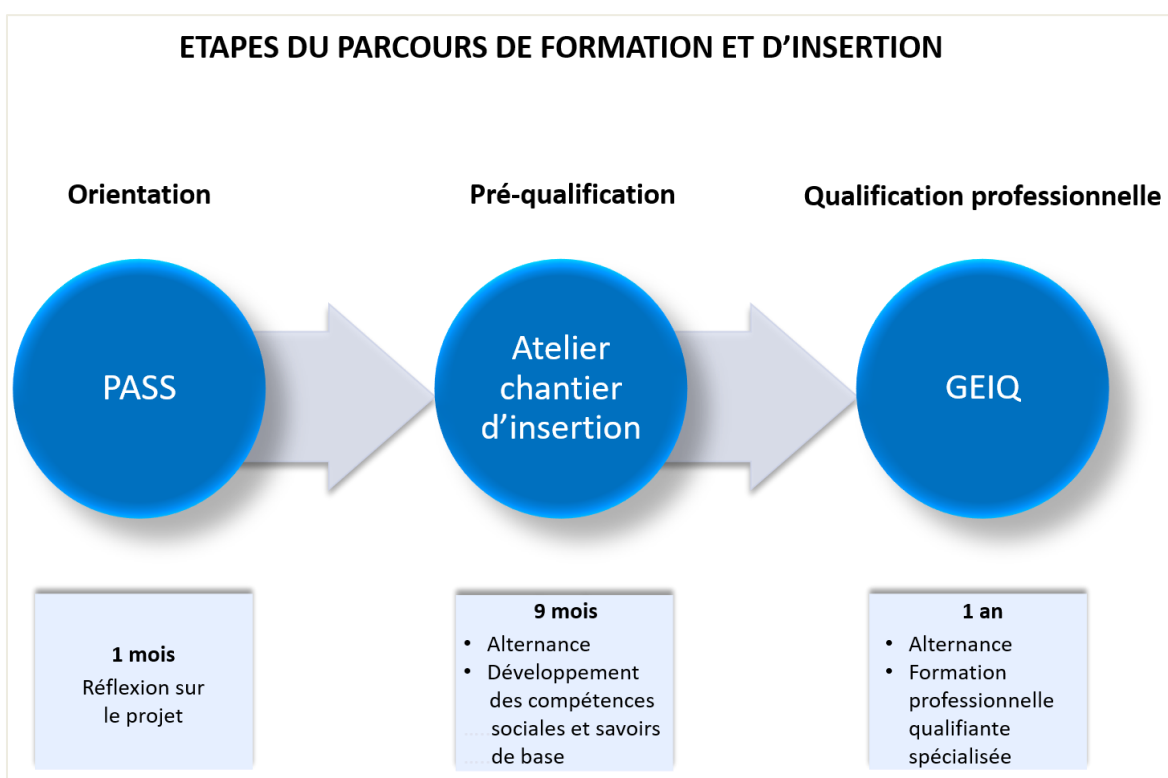 ETAPES DU PARCOURS DE FORMATION ET D’INSERTION
Orientation
Pré-qualification
Qualification professionnelle
PASS
Atelier
chantier
d’insertion
GEIQ
1 mois
Réflexion sur
le projet
9 mois
• Alternance
• Développement
des compétences
.....sociales et savoirs
.....de base
1 an
• Alternance
• Formation
professionnelle
qualifiante
spécialisée